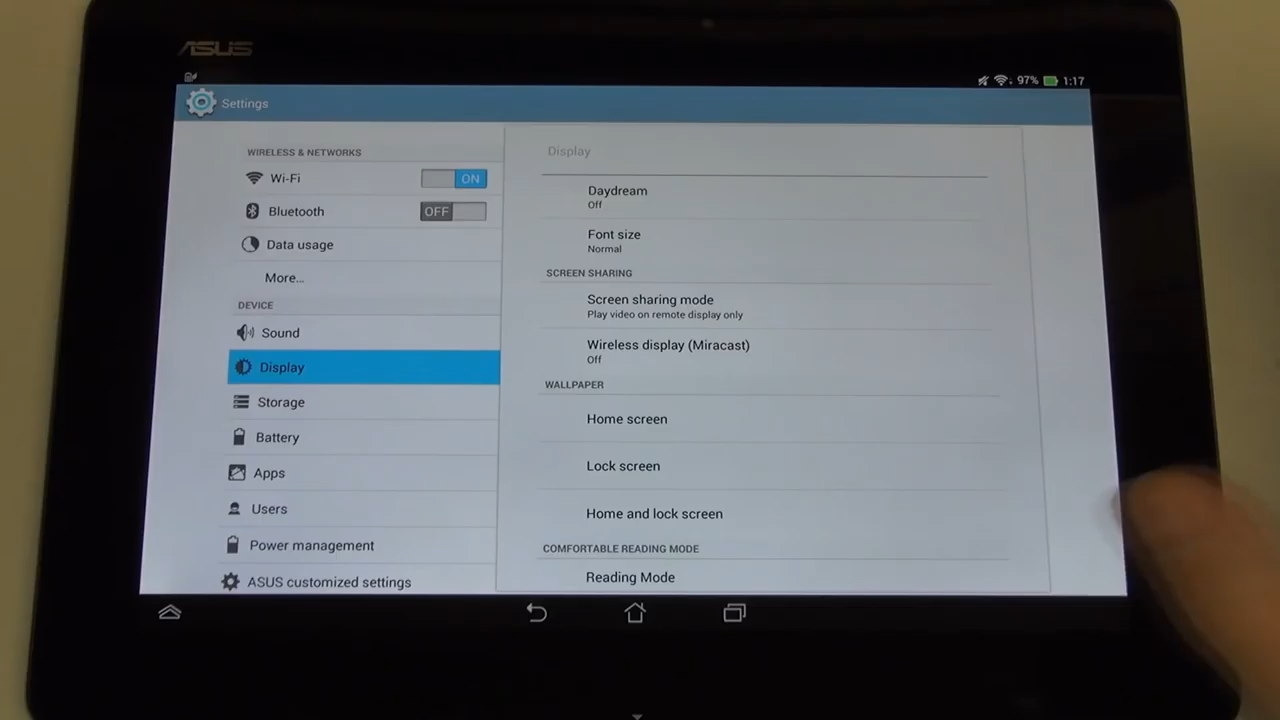 ASUS
97% 1:17
Settings
WIRELESS & NETWORKS
Wi-Fi ON
Bluetooth OFF
Data usage
More...
DEVICE
Sound
Display
Storage
Battery
Apps
Users
Power management
ASUS customized settings
Display
Daydream
Off
Font size
Normal
SCREEN SHARING
Screen sharing mode
Play video on remote display only
Wireless display (Miracast)
Off
WALLPAPER
Home screen
Lock screen
Home and lock screen
COMFORTABLE READING MODE
Reading Mode